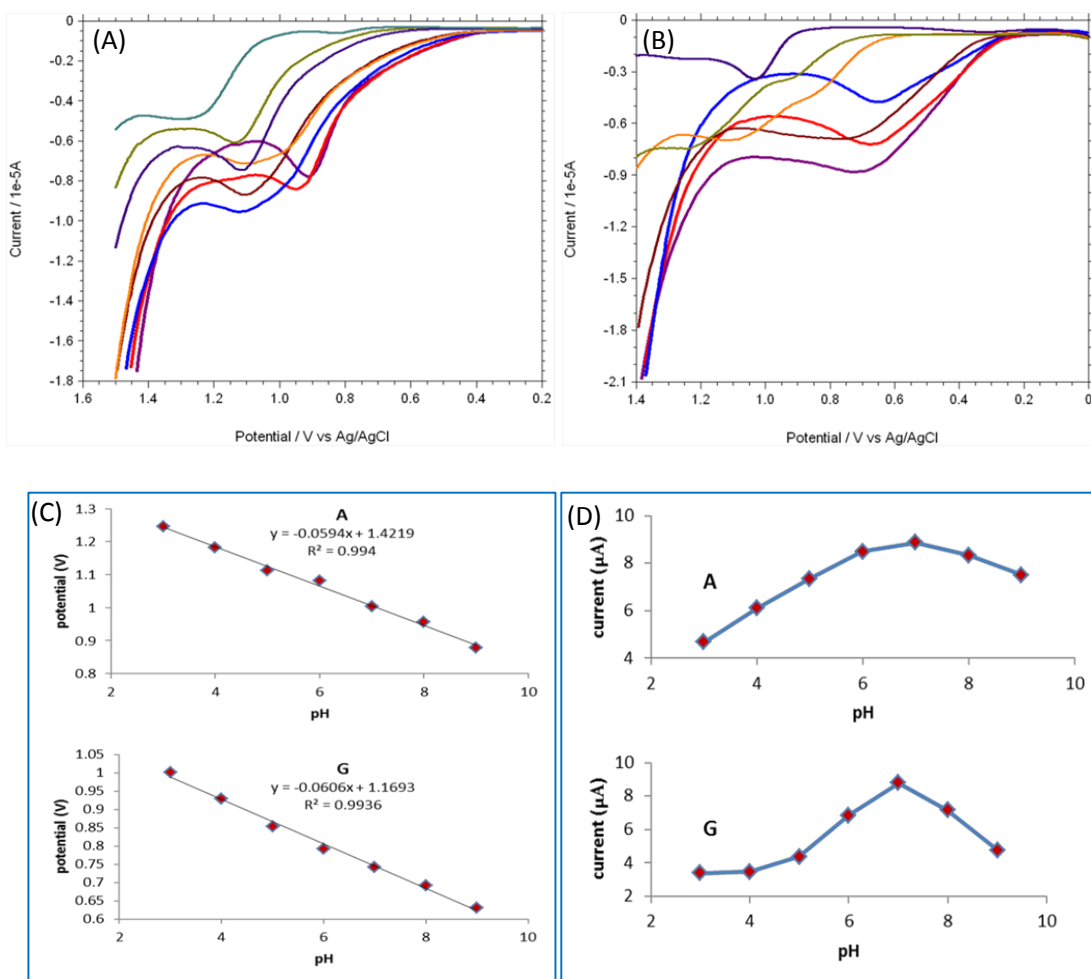 (A)
0
-0.2
-0.4
-0.6
-0.8
-1.0
-1.2
-1.4
-1.6
-1.8
Current / 1e-5A
1.6 1.4 1.2 1.0 0.8 0.6 0.4 0.2
Potential / V vs Ag/AgCl
(B)
0
-0.3
-0.6
-0.9
-1.2
-1.5
-1.8
-2.1
Current / 1e-5A
1.4 1.2 1.0 0.8 0.6 0.4 0.2 0
Potential / V vs Ag/AgCl
(C)
A
y = -0.0594x + 1.4219
R² = 0.994
1.3
1.2
1.1
1
0.9
0.8
potential (V)
2 4 6 8 10
pH
G
y = -0.0606x + 1.1693
R² = 0.9936
1.05
1
0.95
0.9
0.85
0.8
0.75
0.7
0.65
0.6
potential (V)
2 4 6 8 10
pH
(D)
A
10
8
6
4
current (µA)
2 4 6 8 10
pH
G
10
8
6
4
2
current (µA)
2 4 6 8 10
pH